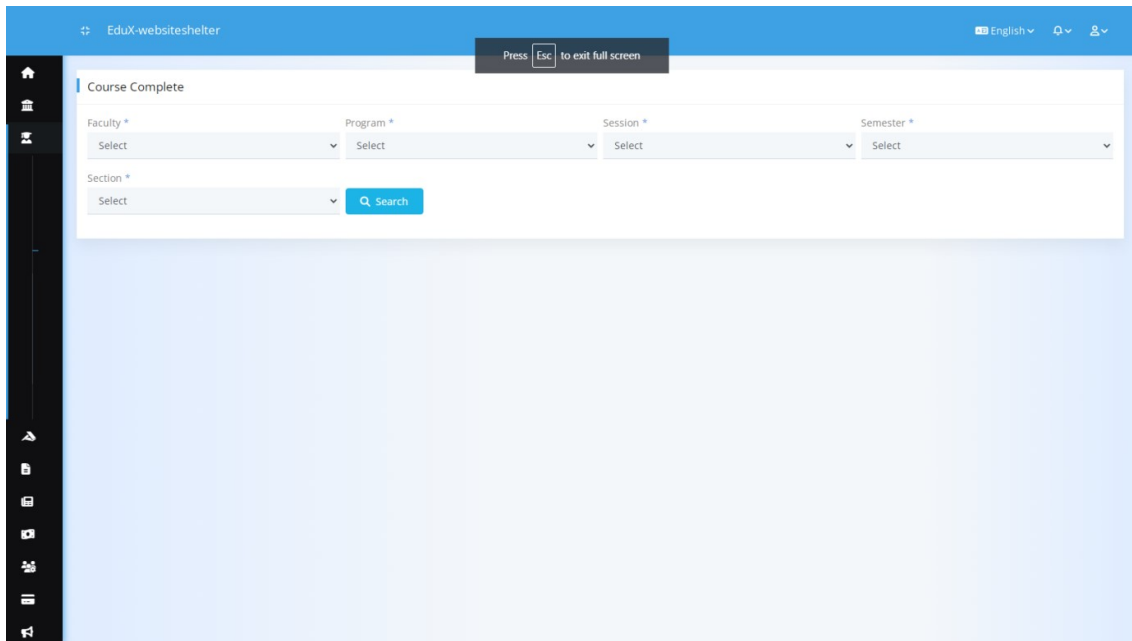 EduX-websiteshelter
English
Press Esc to exit full screen
Course Complete
Faculty *
Program *
Session *
Semester *
Select
Select
Select
Select
Section *
Select
Search